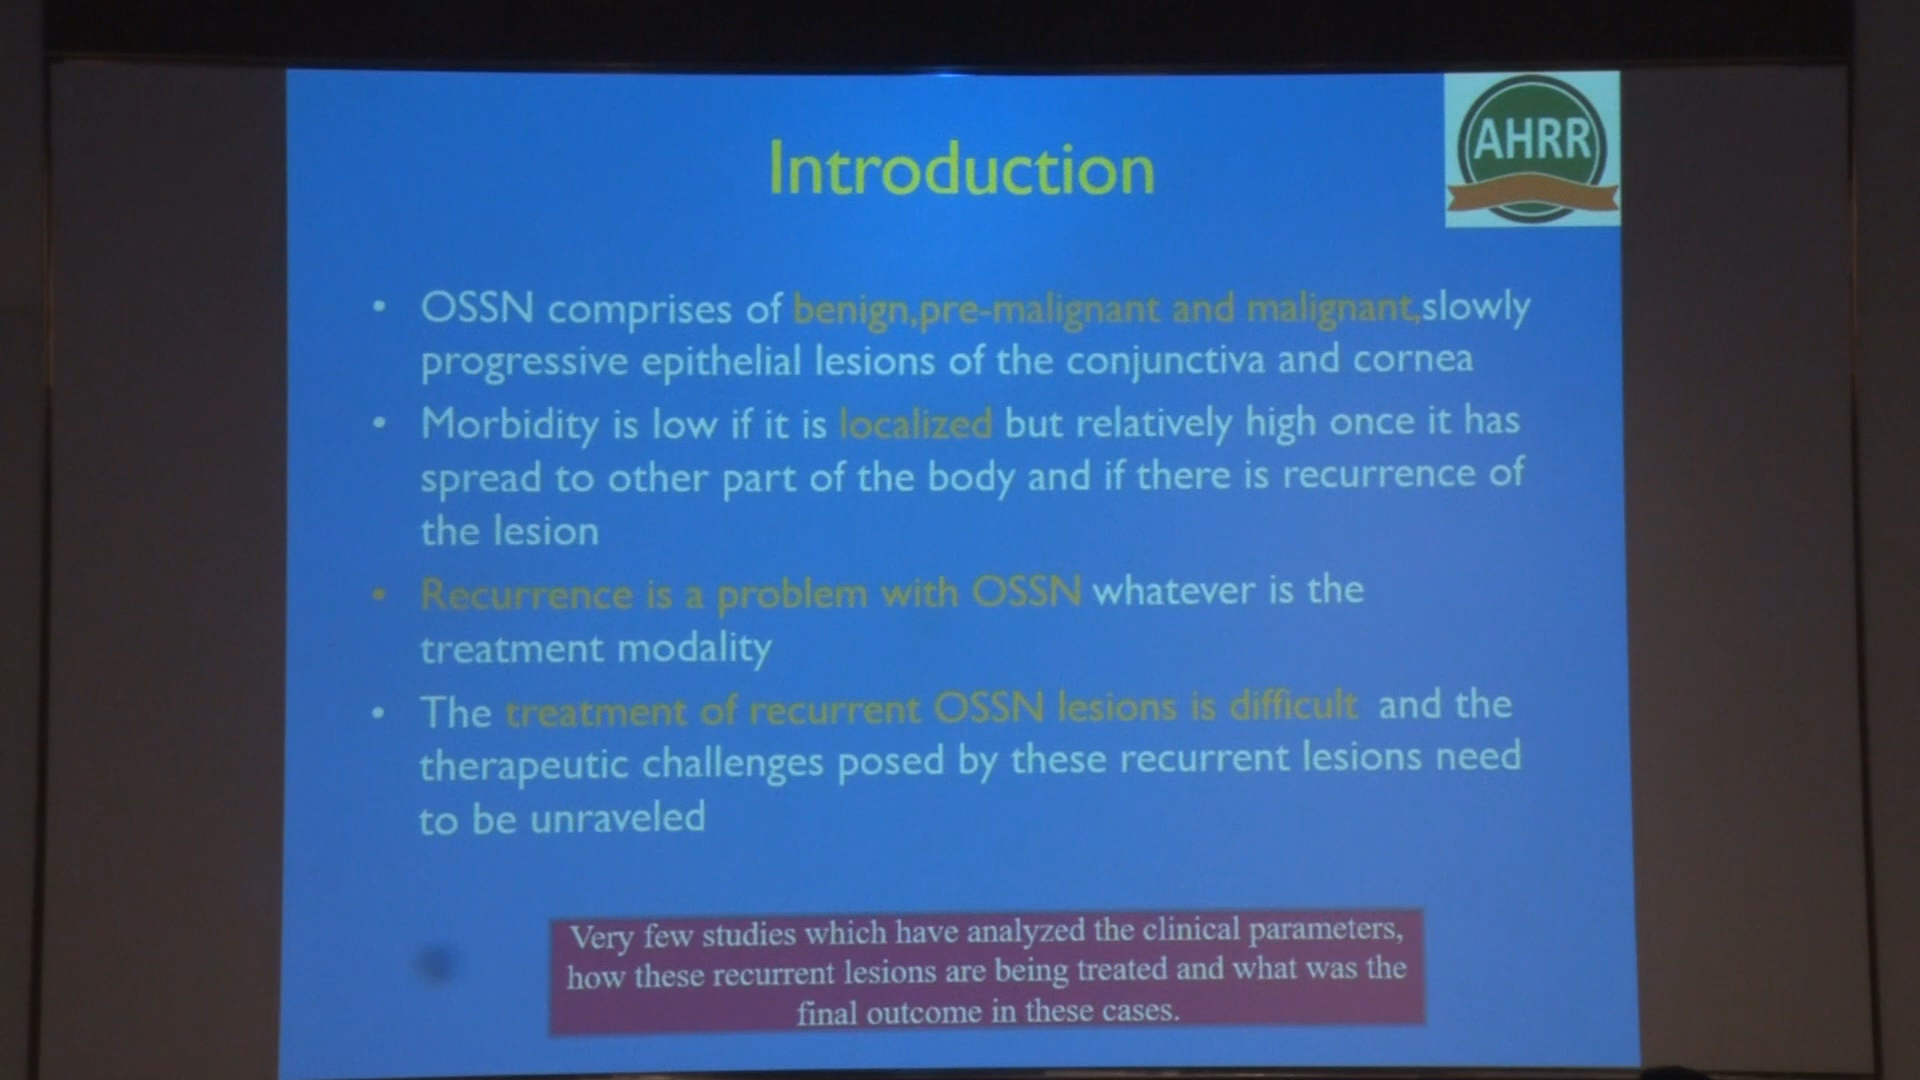 AHRR
Introduction
• OSSN comprises of benign,pre-malignant and malignant,slowly
progressive epithelial lesions of the conjunctiva and cornea
• Morbidity is low if it is localized but relatively high once it has
spread to other part of the body and if there is recurrence of
the lesion
• Recurrence is a problem with OSSN whatever is the
treatment modality
• The treatment of recurrent OSSN lesions is difficult and the
therapeutic challenges posed by these recurrent lesions need
to be unraveled
Very few studies which have analyzed the clinical parameters,
how these recurrent lesions are being treated and what was the
final outcome in these cases.